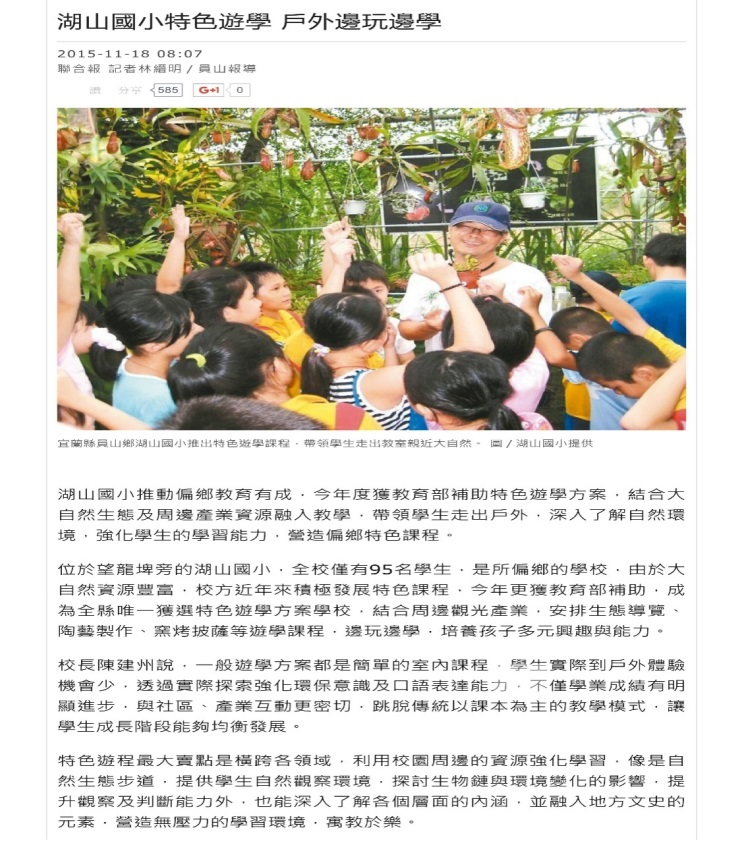 湖山國小特色遊學 戶外邊玩邊學
2015-11-18 08:07
聯合報 記者林縉明／員山報導
讚 分享 585 G+1 0
宜蘭縣員山鄉湖山國小推出特色遊學課程，帶領學生走出教室親近大自然。 圖／湖山國小提供
湖山國小推動偏鄉教育有成，今年度獲教育部補助特色遊學方案，結合大
自然生態及周邊產業資源融入教學，帶領學生走出戶外，深入了解自然環
境，強化學生的學習能力，營造偏鄉特色課程。
位於望龍埤旁的湖山國小，全校僅有95名學生，是所偏鄉的學校，由於大
自然資源豐富，校方近年來積極發展特色課程，今年更獲教育部補助，成
為全縣唯一獲選特色遊學方案學校，結合周邊觀光產業，安排生態導覽、
陶藝製作、窯烤披薩等遊學課程，邊玩邊學，培養孩子多元興趣與能力。
校長陳建州說，一般遊學方案都是簡單的室內課程，學生實際到戶外體驗
機會少，透過實際探索強化環保意識及口語表達能力，不僅學業成績有明
顯進步，與社區、產業互動更密切，跳脫傳統以課本為主的教學模式，讓
學生成長階段能夠均衡發展。
特色遊程最大賣點是橫跨各領域，利用校園周邊的資源強化學習，像是自
然生態步道，提供學生自然觀察環境，探討生物鏈與環境變化的影響，提
升觀察及判斷能力外，也能深入了解各個層面的內涵，並融入地方文史的
元素，營造無壓力的學習環境，寓教於樂。